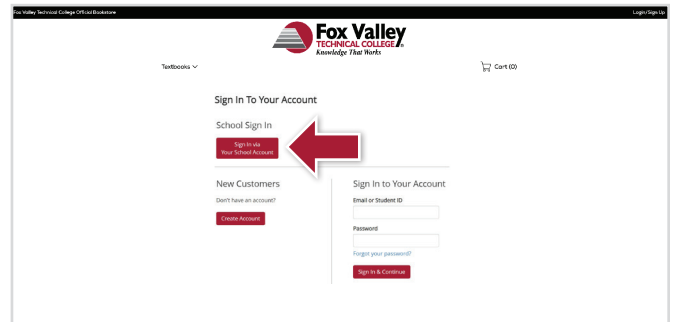 Fox Valley Technical College Official Bookstore
Login/Sign Up
Fox Valley
TECHNICAL COLLEGE
Knowledge That Works
Textbooks
Cart (0)
Sign In To Your Account
School Sign In
Sign In via
Your School Account
New Customers
Don't have an account?
Create Account
Sign In to Your Account
Email or Student ID
Password
Forgot your password?
Sign In & Continue